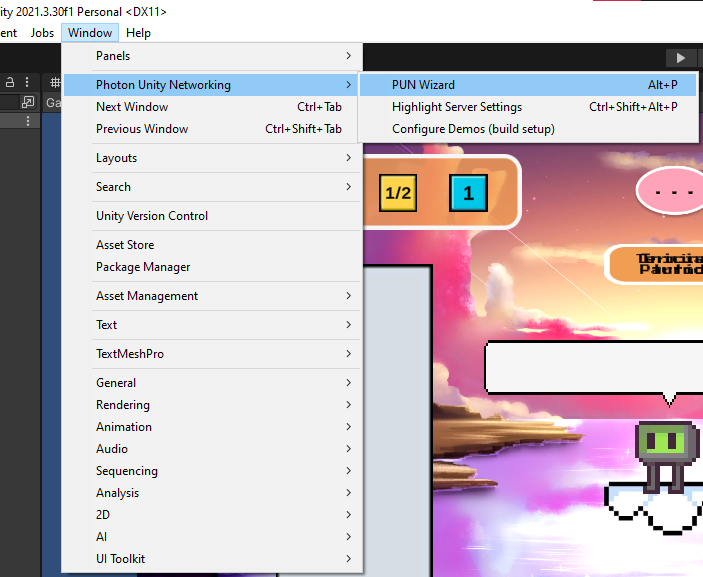 ity 2021.3.30f1 Personal <DX11>
ent Jobs Window Help
Panels
Photon Unity Networking
PUN Wizard Alt+P
Ga
Next Window Ctrl+Tab
Highlight Server Settings Ctrl+Shift+Alt+P
Previous Window Ctrl+Shift+Tab
Configure Demos (build setup)
Layouts
Search
1/2 1
...
Unity Version Control
Asset Store
Package Manager
Asset Management
Text
TextMeshPro
General
Rendering
Animation
Audio
Sequencing
Analysis
2D
AI
UI Toolkit